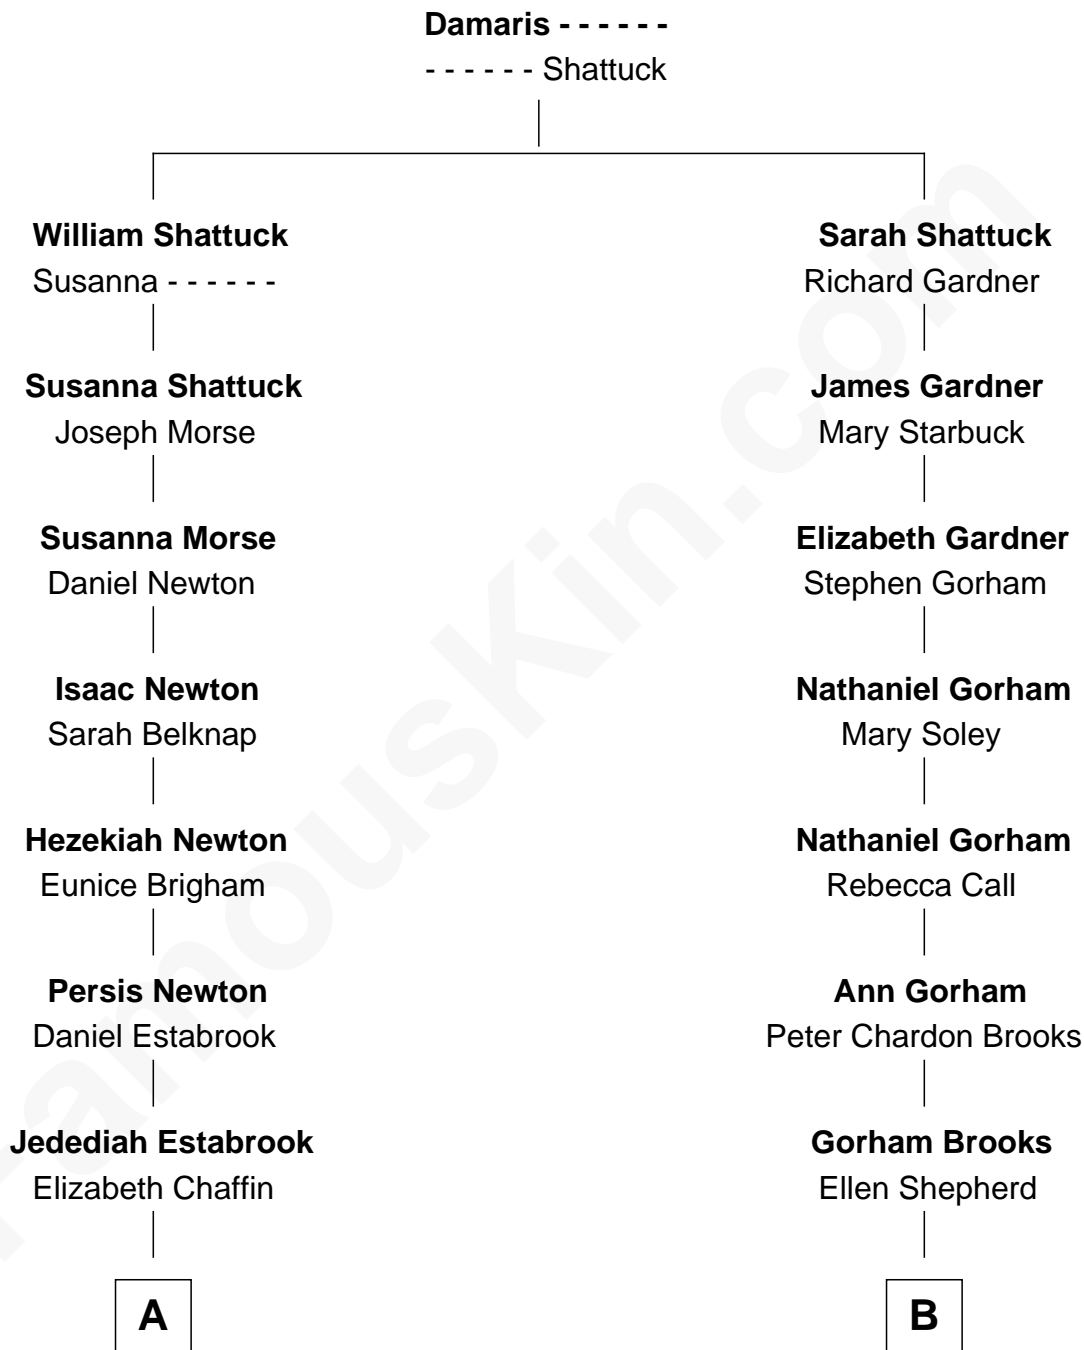 Damaris - - - - - -
- - - - - - Shattuck
William Shattuck
Susanna - - - - - -
Sarah Shattuck
Richard Gardner
Susanna Shattuck
Joseph Morse
James Gardner
Mary Starbuck
Susanna Morse
Daniel Newton
Elizabeth Gardner
Stephen Gorham
Isaac Newton
Sarah Belknap
Nathaniel Gorham
Mary Soley
Hezekiah Newton
Eunice Brigham
Nathaniel Gorham
Rebecca Call
Persis Newton
Daniel Estabrook
Ann Gorham
Peter Chardon Brooks
Jedediah Estabrook
Elizabeth Chaffin
Gorham Brooks
Ellen Shepherd
A
B
FamousKin.com